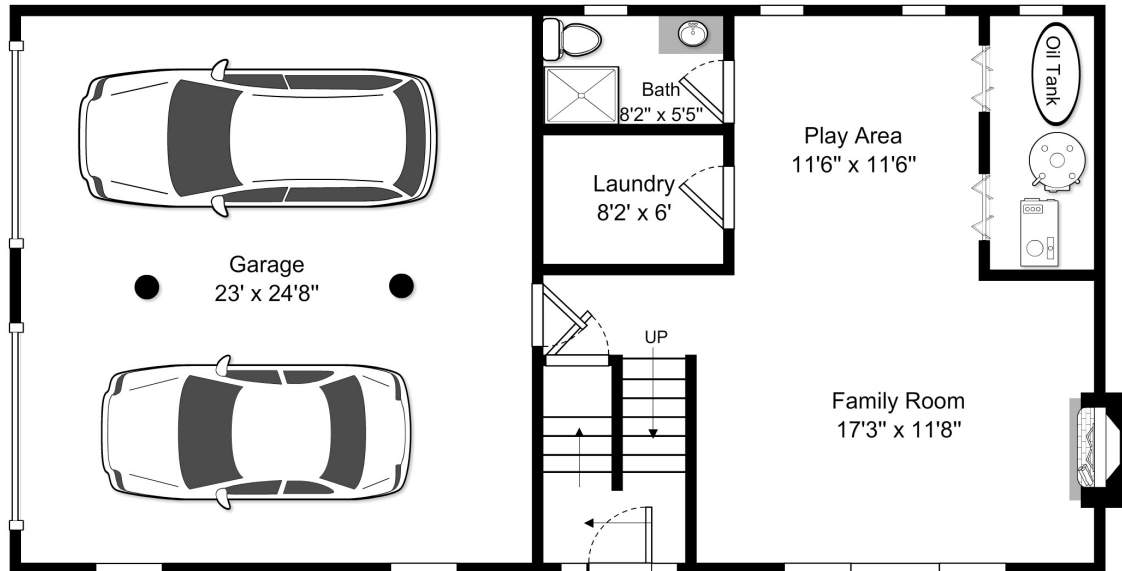 Bath
8'2" x 5'5"
Oil Tank
Play Area
11'6" x 11'6"
Laundry
8'2' x 6'
Garage
23' x 24'8"
UP
Family Room
17'3" x 11'8"